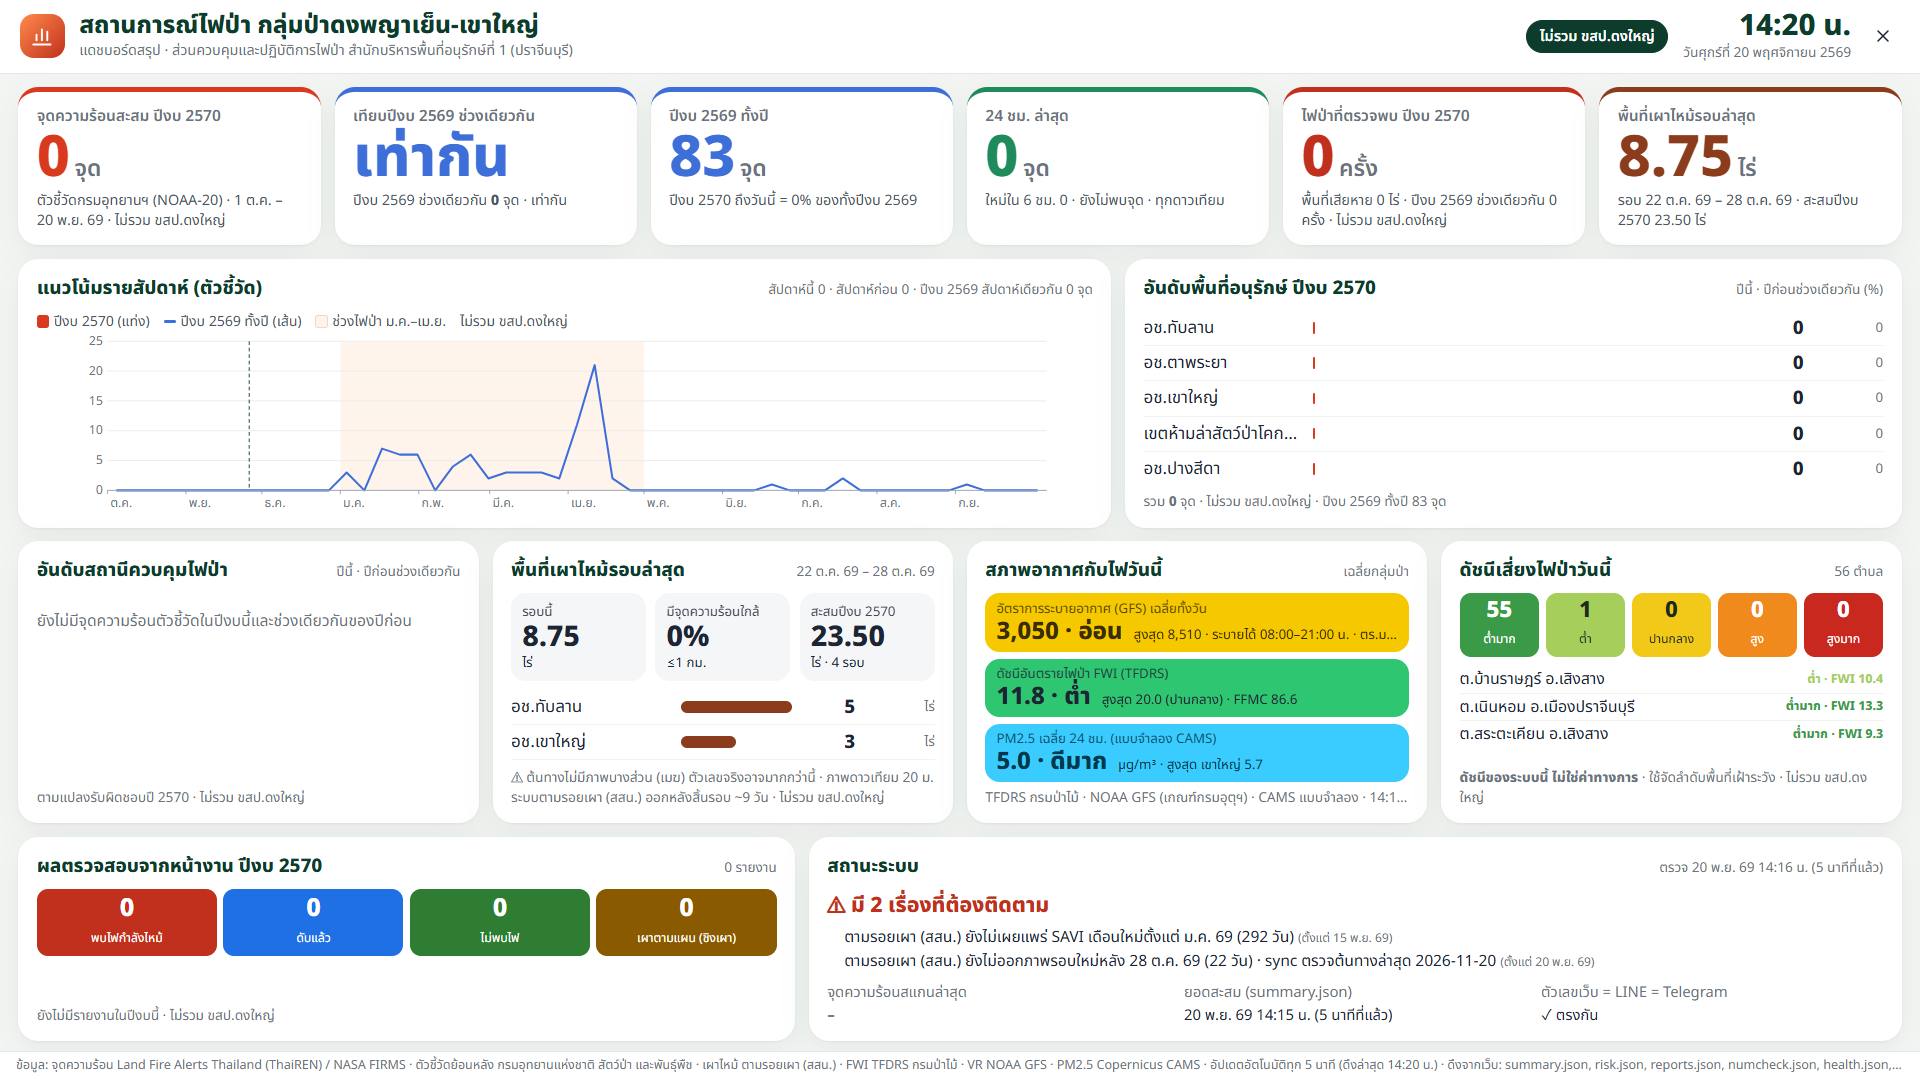 สถานการณ์ไฟป่า กลุ่มป่าดงพญาเย็น-เขาใหญ่
แดชบอร์ดสรุป · ส่วนควบคุมและปฏิบัติการไฟป่า สำนักบริหารพื้นที่อนุรักษ์ที่ 1 (ปราจีนบุรี)
ไม่รวม ขสป.ดงใหญ่
14:20 น.
วันศุกร์ที่ 20 พฤศจิกายน 2569
จุดความร้อนสะสม ปีงบ 2570
0 จุด
ตัวชี้วัดกรมอุทยานฯ (NOAA-20) · 1 ต.ค. –
20 พ.ย. 69 · ไม่รวม ขสป.ดงใหญ่
เทียบปีงบ 2569 ช่วงเดียวกัน
เท่ากัน
ปีงบ 2569 ช่วงเดียวกัน 0 จุด · เท่ากัน
ปีงบ 2569 ทั้งปี
83 จุด
ปีงบ 2570 ถึงวันนี้ = 0% ของทั้งปีงบ 2569
24 ชม. ล่าสุด
0 จุด
ใหม่ใน 6 ชม. 0 · ยังไม่พบจุด · ทุกดาวเทียม
ไฟป่าที่ตรวจพบ ปีงบ 2570
0 ครั้ง
พื้นที่เสียหาย 0 ไร่ · ปีงบ 2569 ช่วงเดียวกัน 0
ครั้ง · ไม่รวม ขสป.ดงใหญ่
พื้นที่เผาไหม้รอบล่าสุด
8.75 ไร่
รอบ 22 ต.ค. 69 – 28 ต.ค. 69 · สะสมปีงบ
2570 23.50 ไร่
แนวโน้มรายสัปดาห์ (ตัวชี้วัด)
สัปดาห์นี้ 0 · สัปดาห์ก่อน 0 · ปีงบ 2569 สัปดาห์เดียวกัน 0 จุด
ปีงบ 2570 (แท่ง) ปีงบ 2569 ทั้งปี (เส้น) ช่วงไฟป่า ม.ค.–เม.ย. ไม่รวม ขสป.ดงใหญ่
25
20
15
10
5
0
ต.ค. พ.ย. ธ.ค. ม.ค. ก.พ. มี.ค. เม.ย. พ.ค. มิ.ย. ก.ค. ส.ค. ก.ย.
อันดับพื้นที่อนุรักษ์ ปีงบ 2570
ปีนี้ · ปีก่อนช่วงเดียวกัน (%)
อช.ทับลาน 0 0
อช.ตาพระยา 0 0
อช.เขาใหญ่ 0 0
เขตห้ามล่าสัตว์ป่าโคก... 0 0
อช.ปางสีดา 0 0
รวม 0 จุด · ไม่รวม ขสป.ดงใหญ่ · ปีงบ 2569 ทั้งปี 83 จุด
อันดับสถานีควบคุมไฟป่า
ปีนี้ · ปีก่อนช่วงเดียวกัน
ยังไม่มีจุดความร้อนตัวชี้วัดในปีงบนี้และช่วงเดียวกันของปีก่อน
ตามแปลงรับผิดชอบปี 2570 · ไม่รวม ขสป.ดงใหญ่
พื้นที่เผาไหม้รอบล่าสุด
22 ต.ค. 69 – 28 ต.ค. 69
รอบนี้
8.75
ไร่
มีจุดความร้อนใกล้
0%
≤1 กม.
สะสมปีงบ 2570
23.50
ไร่ · 4 รอบ
อช.ทับลาน 5 ไร่
อช.เขาใหญ่ 3 ไร่
⚠ ต้นทางไม่มีภาพบางส่วน (เมฆ) ตัวเลขจริงอาจมากกว่านี้ · ภาพดาวเทียม 20 ม.
ระบบตามรอยเผา (สสน.) ออกหลังสิ้นรอบ ~9 วัน · ไม่รวม ขสป.ดงใหญ่
สภาพอากาศกับไฟวันนี้
เฉลี่ยกลุ่มป่า
อัตราการระบายอากาศ (GFS) เฉลี่ยทั้งวัน
3,050 · อ่อน สูงสุด 8,510 · ระบายได้ 08:00–21:00 น. · ตร.ม...
ดัชนีอันตรายไฟป่า FWI (TFDRS)
11.8 · ต่ำ สูงสุด 20.0 (ปานกลาง) · FFMC 86.6
PM2.5 เฉลี่ย 24 ชม. (แบบจำลอง CAMS)
5.0 · ดีมาก µg/m³ · สูงสุด เขาใหญ่ 5.7
TFDRS กรมป่าไม้ · NOAA GFS (เกณฑ์กรมอุตุฯ) · CAMS แบบจำลอง · 14:1...
ดัชนีเสี่ยงไฟป่าวันนี้
56 ตำบล
55 1 0 0 0
ต่ำมาก ต่ำ ปานกลาง สูง สูงมาก
ต.บ้านราษฎร์ อ.เสิงสาง ต่ำ · FWI 10.4
ต.เนินหอม อ.เมืองปราจีนบุรี ต่ำมาก · FWI 13.3
ต.สระตะเคียน อ.เสิงสาง ต่ำมาก · FWI 9.3
ดัชนีของระบบนี้ ไม่ใช่ค่าทางการ · ใช้จัดลำดับพื้นที่เฝ้าระวัง · ไม่รวม ขสป.ดง
ใหญ่
ผลตรวจสอบจากหน้างาน ปีงบ 2570
0 รายงาน
0 0 0 0
พบไฟกำลังไหม้ ดับแล้ว ไม่พบไฟ เผาตามแผน (ชิงเผา)
ยังไม่มีรายงานในปีงบนี้ · ไม่รวม ขสป.ดงใหญ่
สถานะระบบ
ตรวจ 20 พ.ย. 69 14:16 น. (5 นาทีที่แล้ว)
⚠ มี 2 เรื่องที่ต้องติดตาม
ตามรอยเผา (สสน.) ยังไม่เผยแพร่ SAVI เดือนใหม่ตั้งแต่ ม.ค. 69 (292 วัน) (ตั้งแต่ 15 พ.ย. 69)
ตามรอยเผา (สสน.) ยังไม่ออกภาพรอบใหม่หลัง 28 ต.ค. 69 (22 วัน) · sync ตรวจต้นทางล่าสุด 2026-11-20 (ตั้งแต่ 20 พ.ย. 69)
จุดความร้อนสแกนล่าสุด
–
ยอดสะสม (summary.json)
20 พ.ย. 69 14:15 น. (5 นาทีที่แล้ว)
ตัวเลขเว็บ = LINE = Telegram
✓ ตรงกัน
ข้อมูล: จุดความร้อน Land Fire Alerts Thailand (ThaiREN) / NASA FIRMS · ตัวชี้วัดย้อนหลัง กรมอุทยานแห่งชาติ สัตว์ป่า และพันธุ์พืช · เผาไหม้ ตามรอยเผา (สสน.) · FWI TFDRS กรมป่าไม้ · VR NOAA GFS · PM2.5 Copernicus CAMS · อัปเดตอัตโนมัติทุก 5 นาที (ดึงล่าสุด 14:20 น.) · ดึงจากเว็บ: summary.json, risk.json, reports.json, numcheck.json, health.json,...